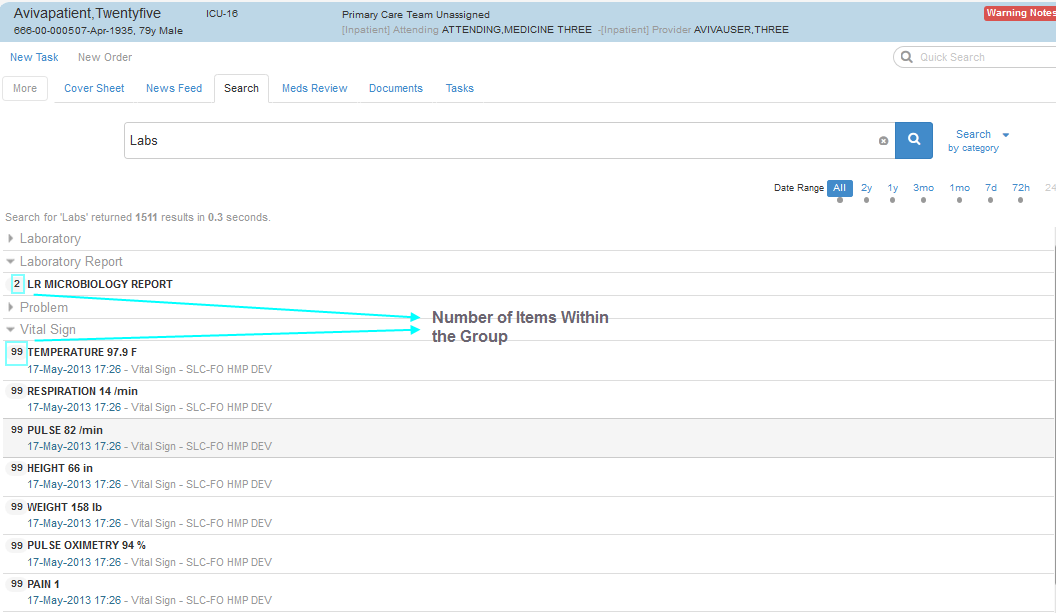 Avivapatient,Twentyfive
ICU-16
Primary Care Team Unassigned
Warning Notes
666-00-000507-Apr-1935, 79y Male
[Inpatient] Attending ATTENDING,MEDICINE THREE -[Inpatient] Provider AVIVAUSER,THREE
New Task New Order
Quick Search
More Cover Sheet News Feed Search Meds Review Documents Tasks
Labs
Search
by category
Date Range All 2y 1y 3mo 1mo 7d 72h 24
Search for 'Labs' returned 1511 results in 0.3 seconds.
Laboratory
Laboratory Report
2 LR MICROBIOLOGY REPORT
Problem
Number of Items Within
the Group
Vital Sign
99 TEMPERATURE 97.9 F
17-May-2013 17:26 - Vital Sign - SLC-FO HMP DEV
99 RESPIRATION 14 /min
17-May-2013 17:26 - Vital Sign - SLC-FO HMP DEV
99 PULSE 82 /min
17-May-2013 17:26 - Vital Sign - SLC-FO HMP DEV
99 HEIGHT 66 in
17-May-2013 17:26 - Vital Sign - SLC-FO HMP DEV
99 WEIGHT 158 lb
17-May-2013 17:26 - Vital Sign - SLC-FO HMP DEV
99 PULSE OXIMETRY 94 %
17-May-2013 17:26 - Vital Sign - SLC-FO HMP DEV
99 PAIN 1
17-May-2013 17:26 - Vital Sign - SLC-FO HMP DEV